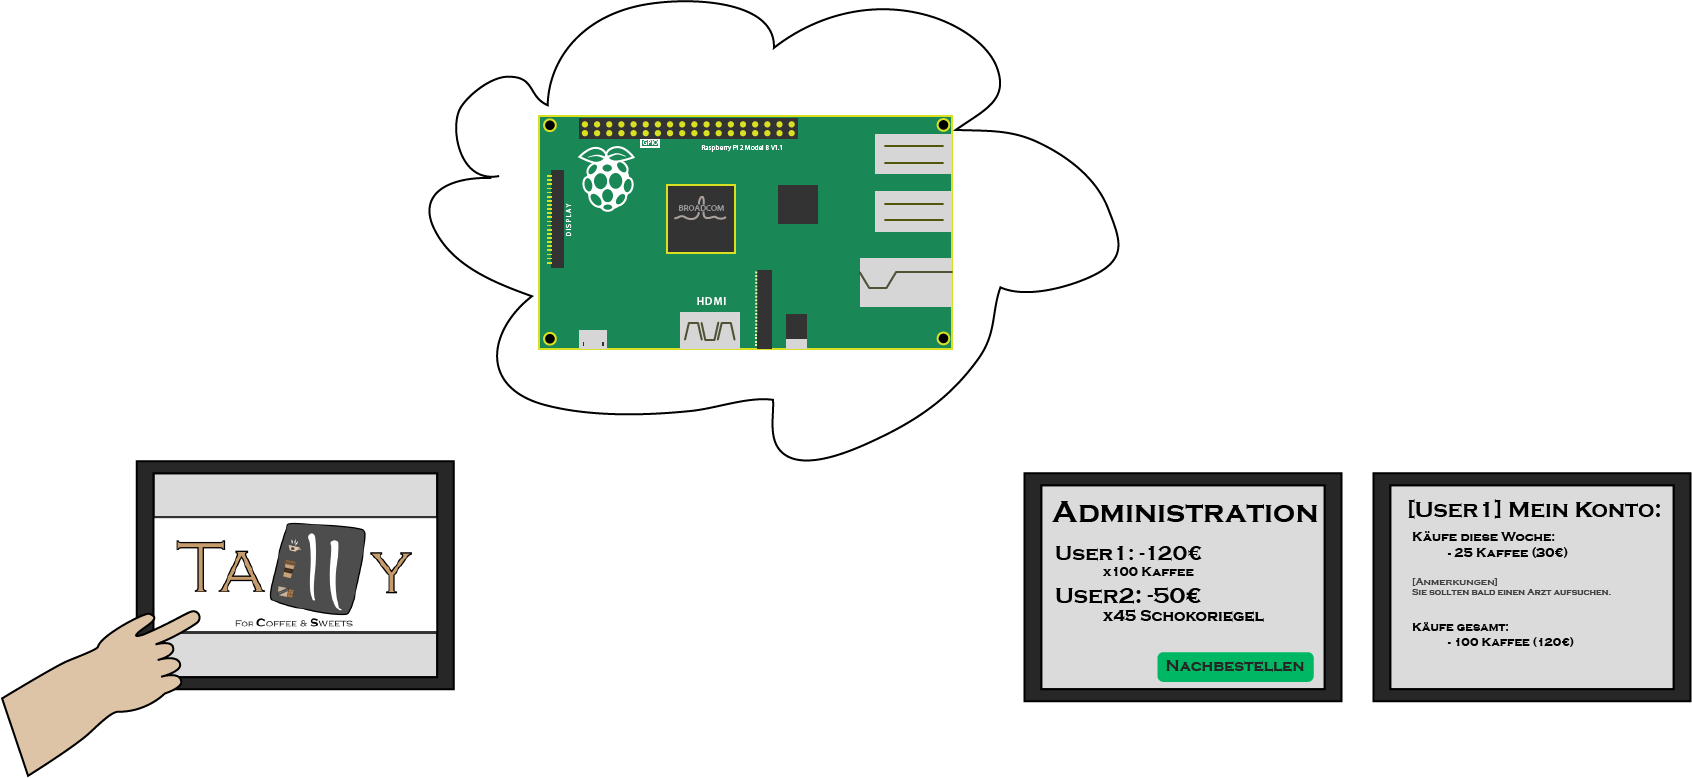 GPIO
Raspberry Pi 2 Model B V1.1
DISPLAY
BROADCOM
HDMI
TALLY
FOR COFFEE & SWEETS
ADMINISTRATION
USER1: -120€
X100 KAFFEE
USER2: -50€
X45 SCHOKORIEGEL
NACHBESTELLEN
[USER1] MEIN KONTO:
KÄUFE DIESE WOCHE:
- 25 KAFFEE (30€)
[ANMERKUNGEN]
SIE SOLLTEN BALD EINEN ARZT AUFSUCHEN.
KÄUFE GESAMT:
- 100 KAFFEE (120€)